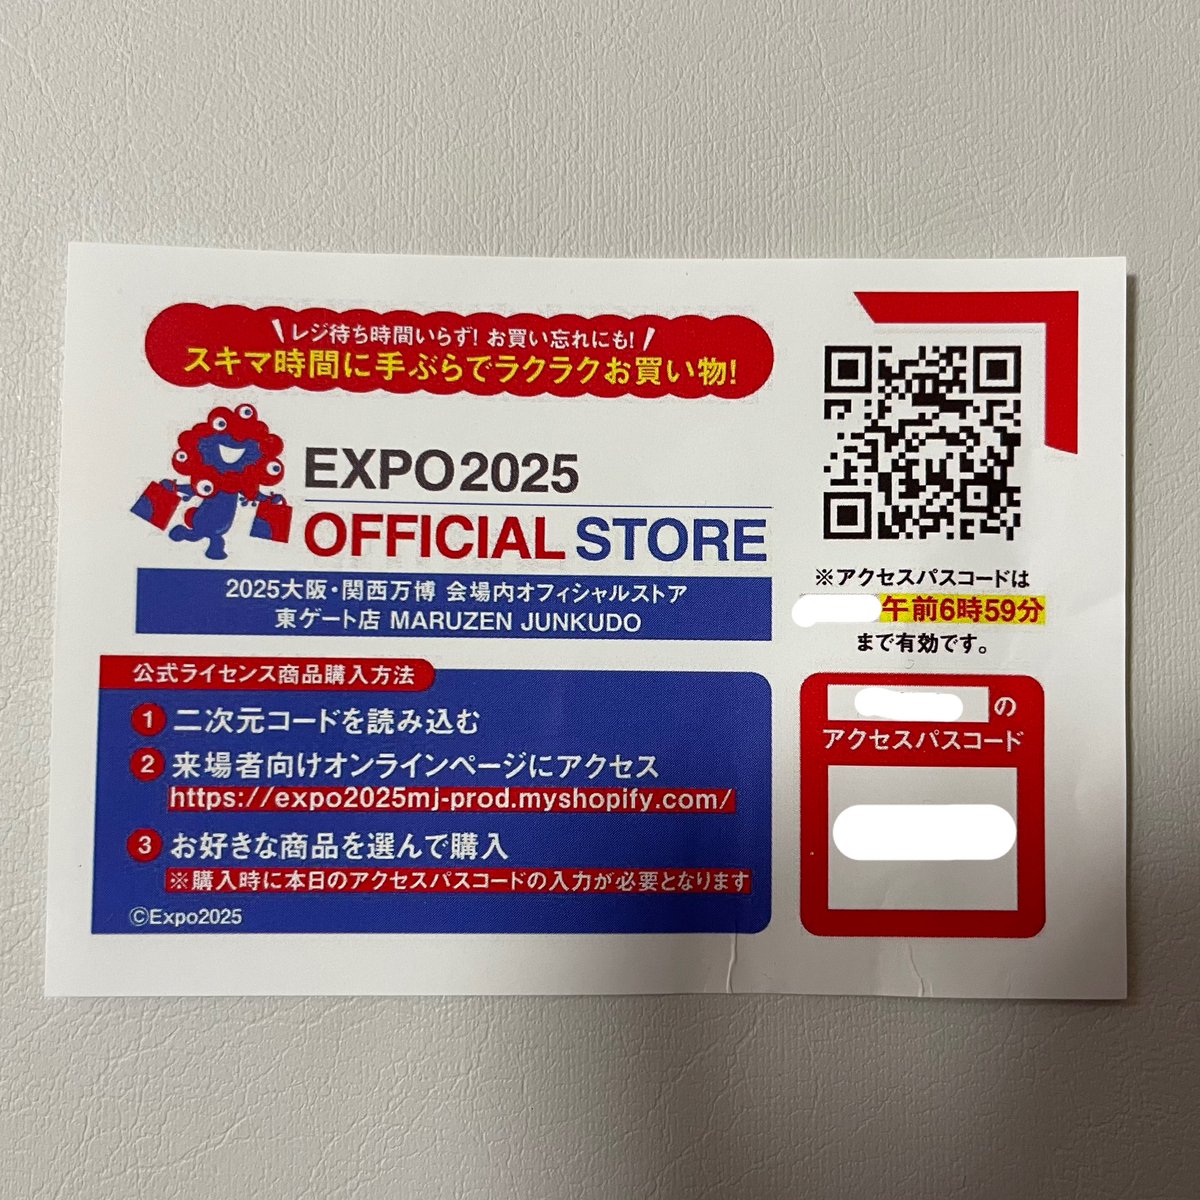 レジ待ち時間いらず! お買い忘れにも!
スキマ時間に手ぶらでラクラクお買い物!
EXPO2025
OFFICIAL STORE
2025大阪・関西万博 会場内オフィシャルストア
東ゲート店 MARUZEN JUNKUDO
公式ライセンス商品購入方法
1 二次元コードを読み込む
2 来場者向けオンラインページにアクセス
https://expo2025mj-prod.myshopify.com/
3 お好きな商品を選んで購入
※購入時に本日のアクセスパスコードの入力が必要となります
©Expo2025
※アクセスパスコードは
午前6時59分
まで有効です。
の
アクセスパスコード